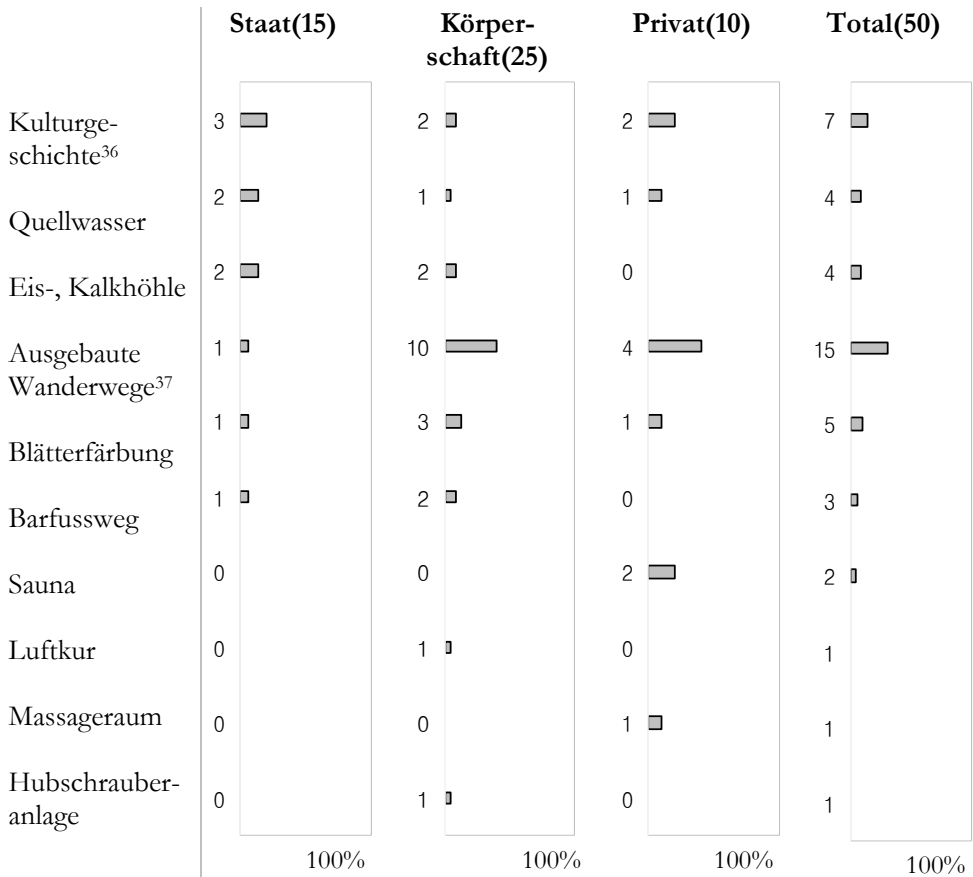 Staat(15) Körper- Privat(10) Total(50)
schaft(25)
Kulturge- 3 2 2 7
schichte³⁶
Quellwasser 2 1 1 4
Eis-, Kalkhöhle 2 2 0 4
Ausgebaute 1 10 4 15
Wanderwege³⁷
Blätterfärbung 1 3 1 5
Barfussweg 1 2 0 3
Sauna 0 0 2 2
Luftkur 0 1 0 1
Massageraum 0 0 1 1
Hubschrauber- 0 1 0 1
anlage
100% 100% 100% 100%